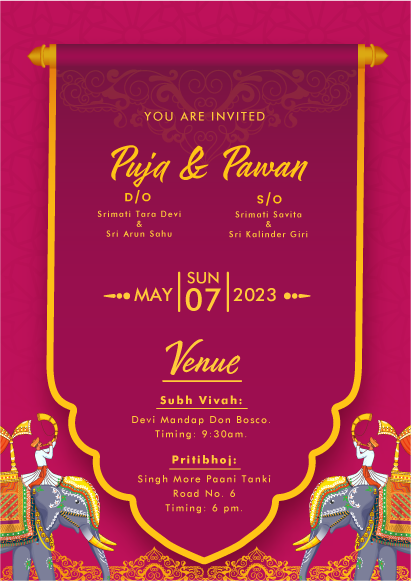 YOU ARE INVITED
Puja & Pawan
D/O S/O
Srimati Tara Devi Srimati Savita
& &
Sri Arun Sahu Sri Kalinder Giri
MAY SUN 07 2023
Venue
Subh Vivah:
Devi Mandap Don Bosco.
Timing: 9:30am.
Pritibhoj:
Singh More Paani Tanki
Road No. 6
Timing: 6 pm.